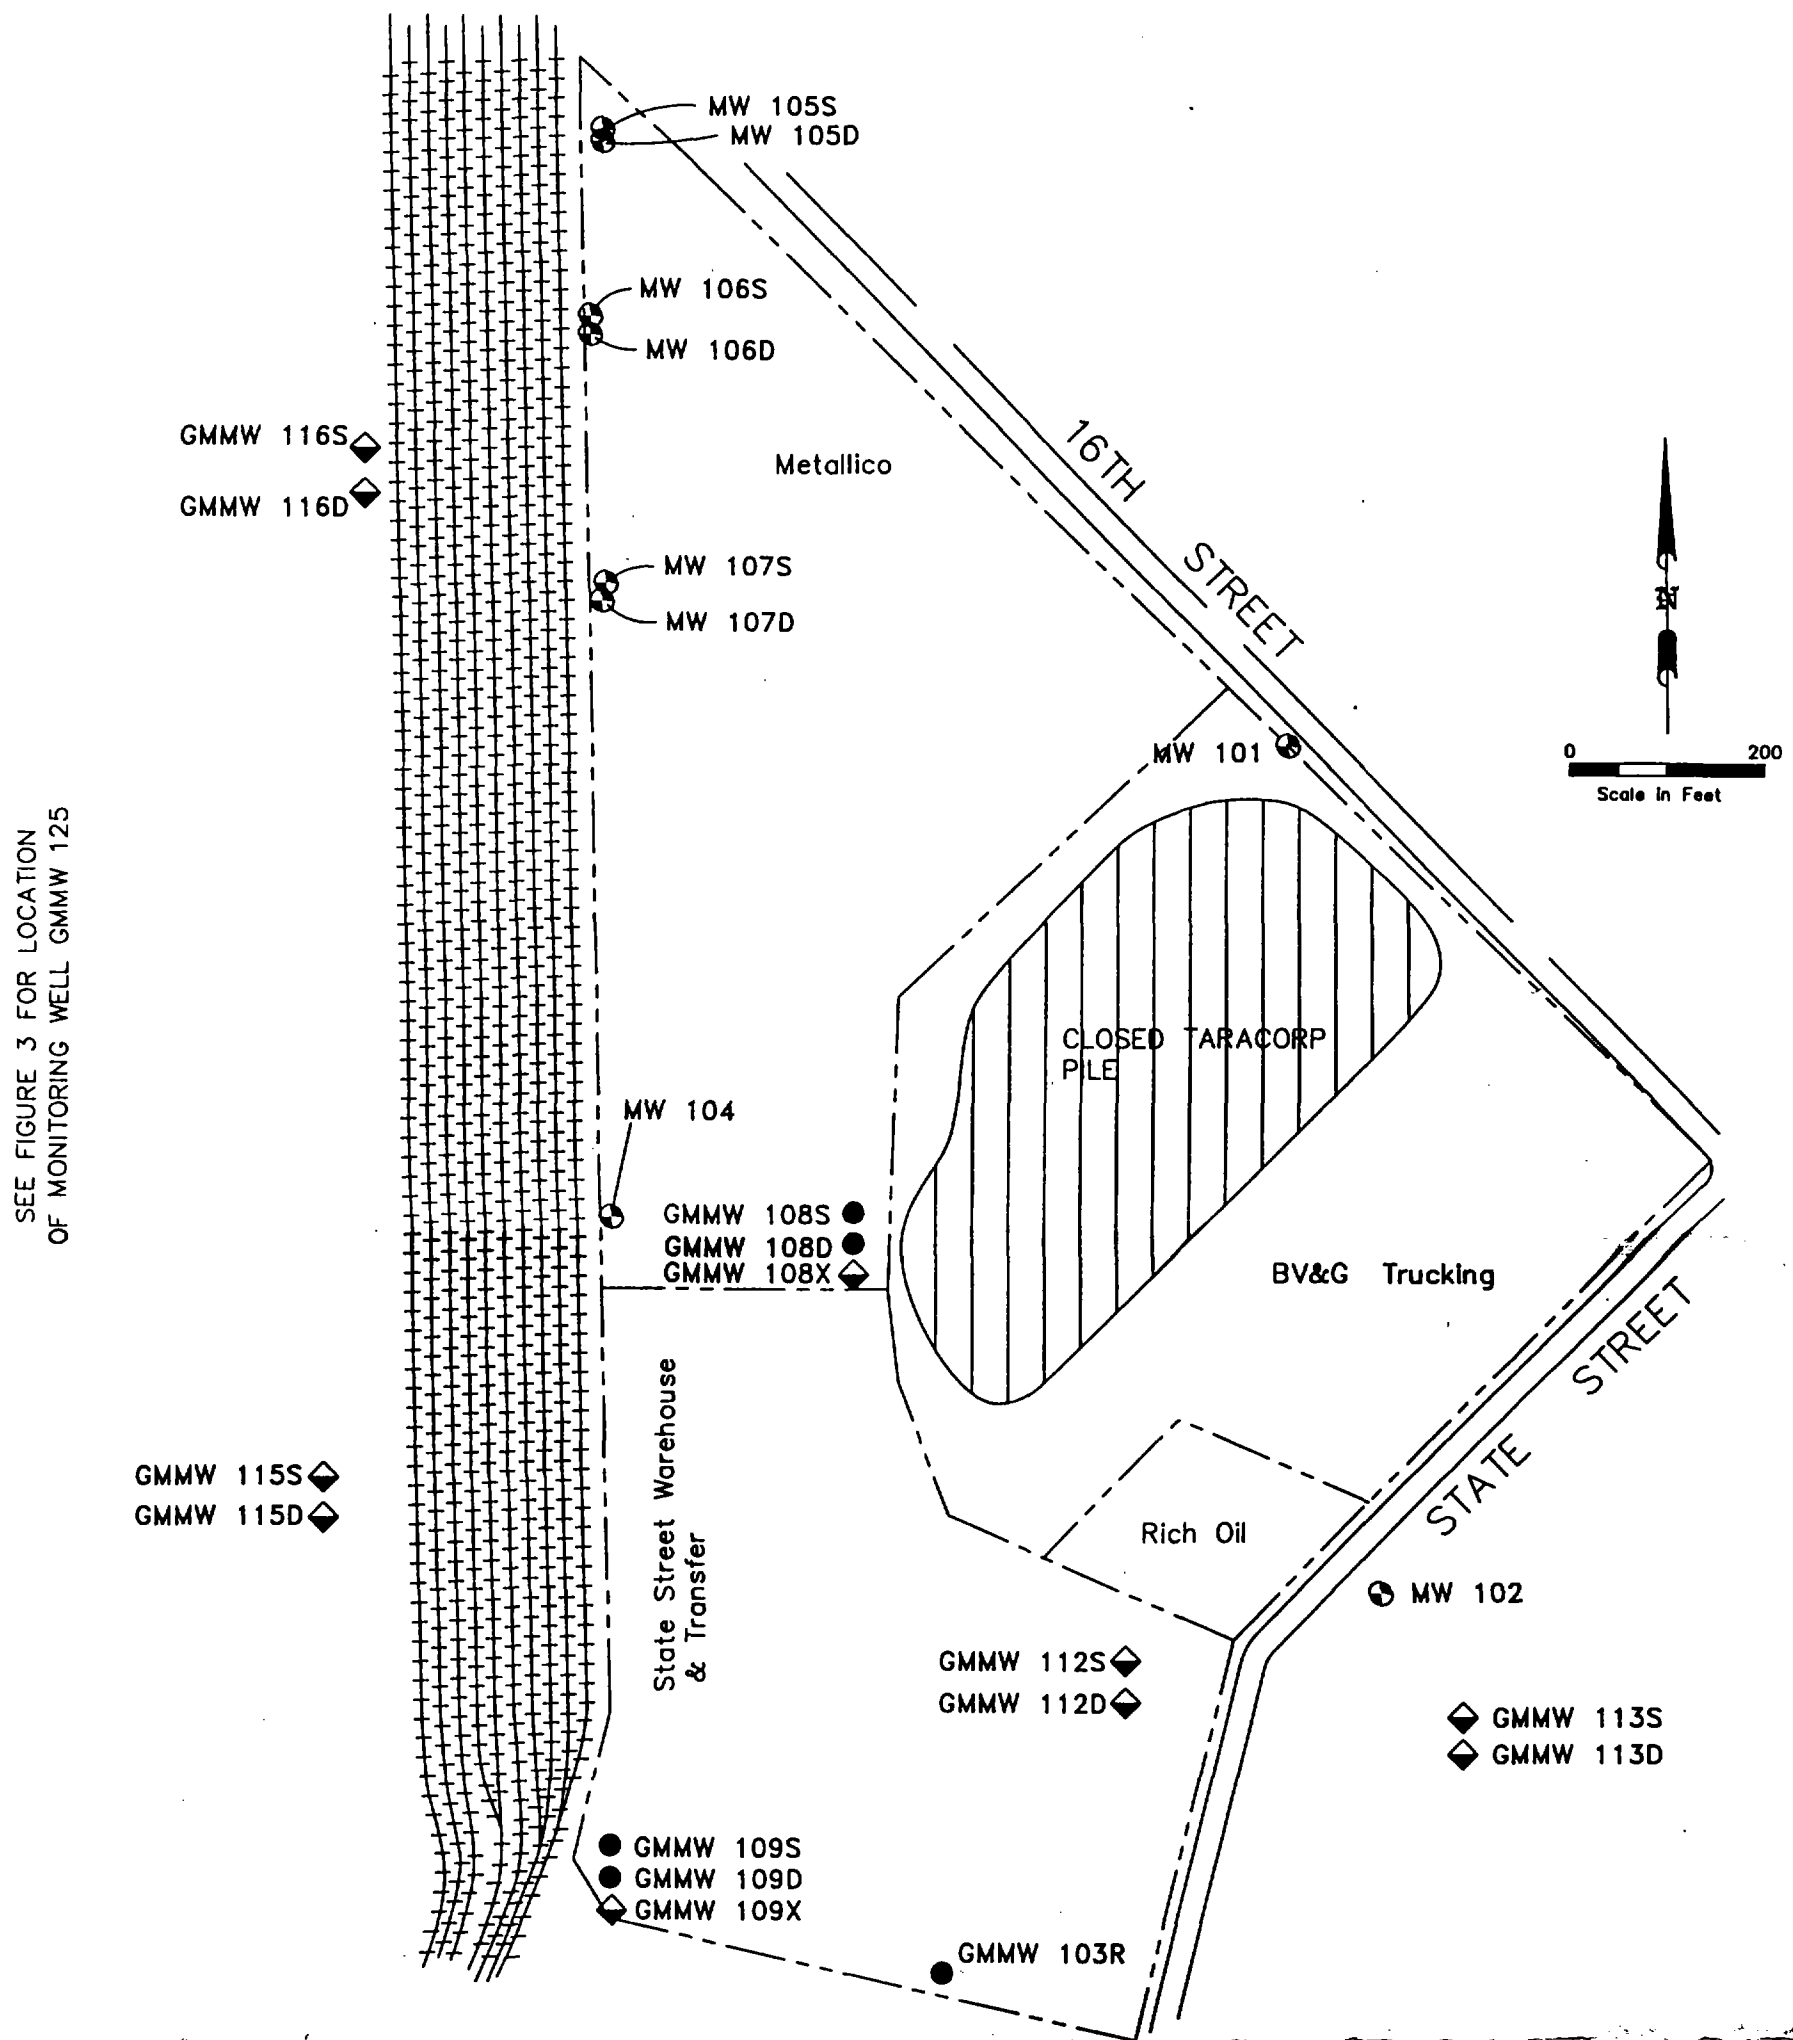 MW 105S
MW 105D
MW 106S
MW 106D
GMMW 116S
GMMW 116D
Metallico
16TH STREET
MW 107S
MW 107D
N
MW 101
0 200
Scale in Feet
SEE FIGURE 3 FOR LOCATION
OF MONITORING WELL GMMW 125
CLOSED TARACORP
PILE
MW 104
GMMW 108S
GMMW 108D
GMMW 108X
BV&G Trucking
STATE STREET
State Street Warehouse
& Transfer
GMMW 115S
GMMW 115D
Rich Oil
MW 102
GMMW 112S
GMMW 112D
GMMW 113S
GMMW 113D
GMMW 109S
GMMW 109D
GMMW 109X
GMMW 103R